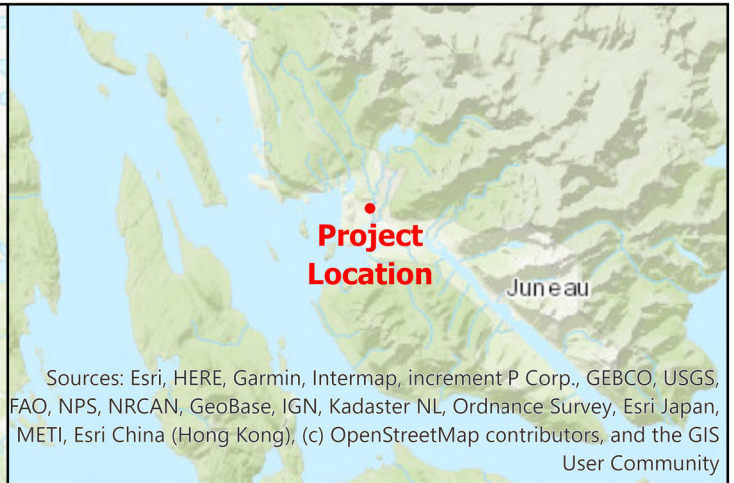 Project
Location
Juneau
Sources: Esri, HERE, Garmin, Intermap, increment P Corp., GEBCO, USGS,
FAO, NPS, NRCAN, GeoBase, IGN, Kadaster NL, Ordnance Survey, Esri Japan,
METI, Esri China (Hong Kong), (c) OpenStreetMap contributors, and the GIS
User Community